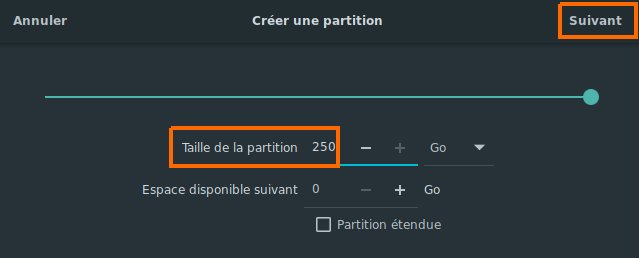 Annuler Créer une partition Suivant
Taille de la partition 250 − + Go
Espace disponible suivant 0 − + Go
Partition étendue